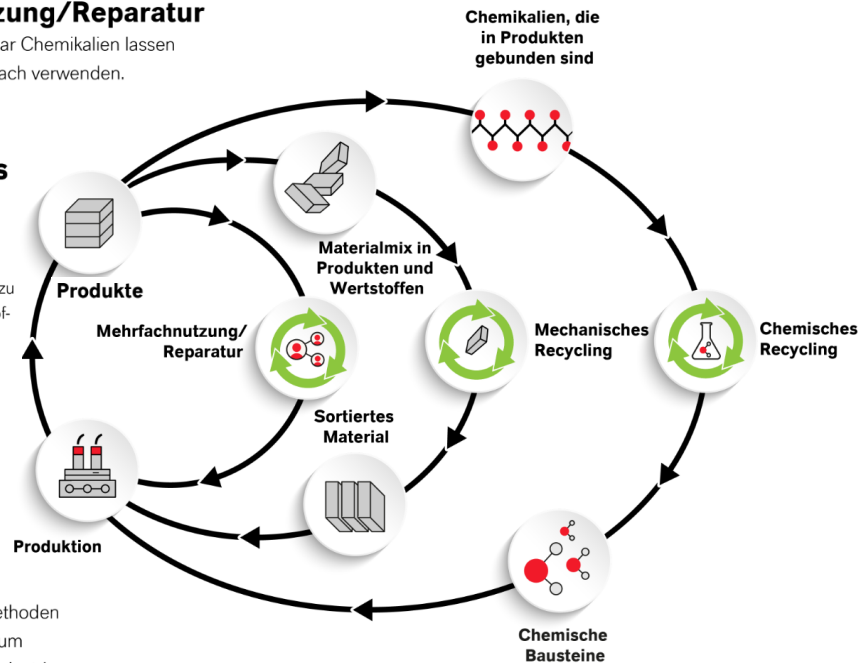 zung/Reparatur
ar Chemikalien lassen
ach verwenden.
Chemikalien, die
in Produkten
gebunden sind
s
zu
f-
Produkte
Materialmix in
Produkten und
Wertstoffen
Mehrfachnutzung/
Reparatur
Mechanisches
Recycling
Chemisches
Recycling
Sortiertes
Material
Produktion
ethoden
um
Chemische
Bausteine